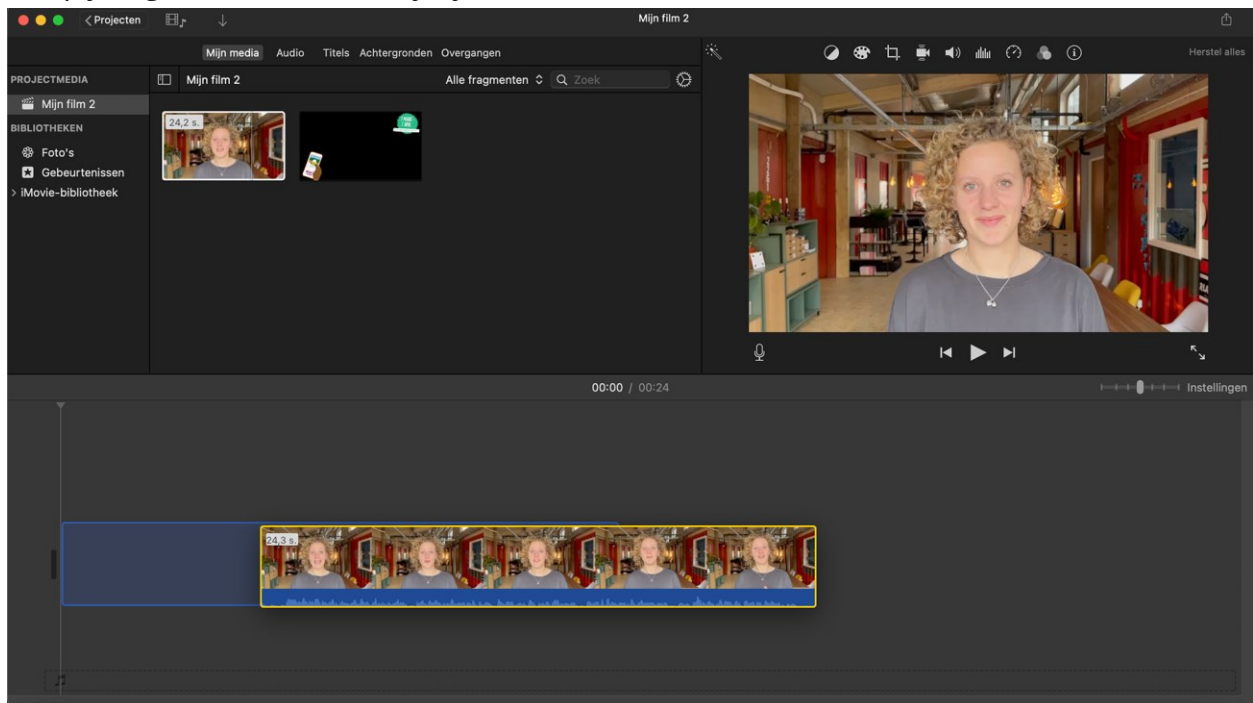 Projecten
Mijn film 2
Mijn media Audio Titels Achtergronden Overgangen
Herstel alles
PROJECTMEDIA
Mijn film 2
Alle fragmenten
Zoek
Mijn film 2
BIBLIOTHEKEN
Foto's
Gebeurtenissen
iMovie-bibliotheek
24,2 s.
00:00 / 00:24
Instellingen
24,3 s.